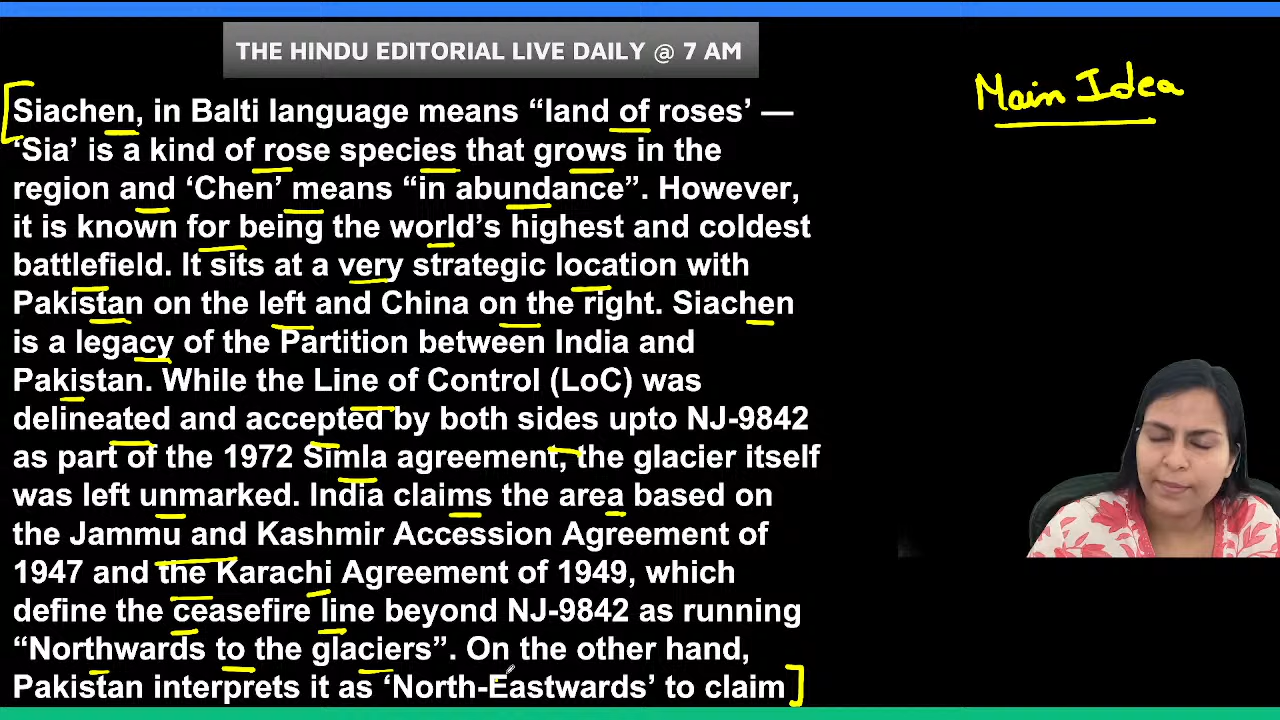 THE HINDU EDITORIAL LIVE DAILY @ 7 AM
Main Idea
Siachen, in Balti language means “land of roses’ —
‘Sia’ is a kind of rose species that grows in the
region and ‘Chen’ means “in abundance”. However,
it is known for being the world’s highest and coldest
battlefield. It sits at a very strategic location with
Pakistan on the left and China on the right. Siachen
is a legacy of the Partition between India and
Pakistan. While the Line of Control (LoC) was
delineated and accepted by both sides upto NJ-9842
as part of the 1972 Simla agreement, the glacier itself
was left unmarked. India claims the area based on
the Jammu and Kashmir Accession Agreement of
1947 and the Karachi Agreement of 1949, which
define the ceasefire line beyond NJ-9842 as running
“Northwards to the glaciers”. On the other hand,
Pakistan interprets it as ‘North-Eastwards’ to claim